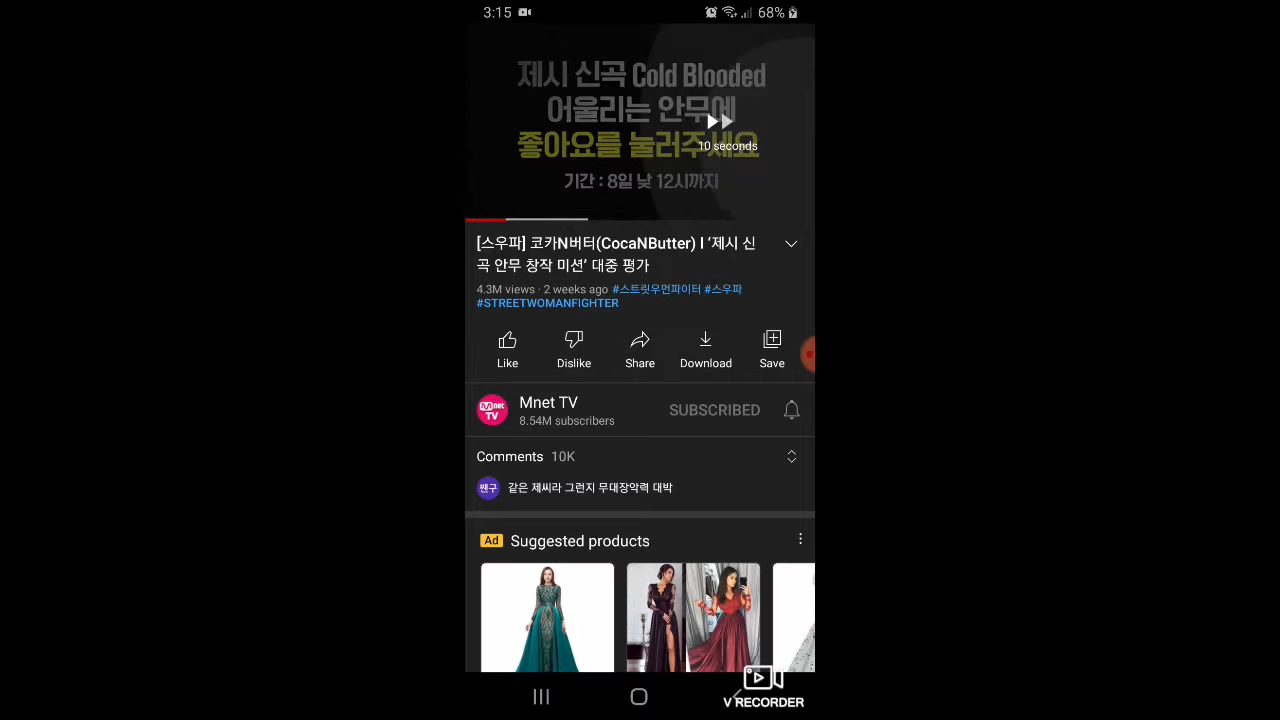 3:15
68%
제시 신곡 Cold Blooded
어울리는 안무에
좋아요를 눌러주세요
10 seconds
기간 : 8일 낮 12시까지
[스우파] 코카N버터(CocaNButter) l ‘제시 신
곡 안무 창작 미션’ 대중 평가
4.3M views · 2 weeks ago #스트릿우먼파이터 #스우파
#STREETWOMANFIGHTER
Like Dislike Share Download Save
Mnet TV
Mnet TV
8.54M subscribers
SUBSCRIBED
Comments 10K
짼구
같은 제씨라 그런지 무대장악력 대박
Ad Suggested products
V RECORDER